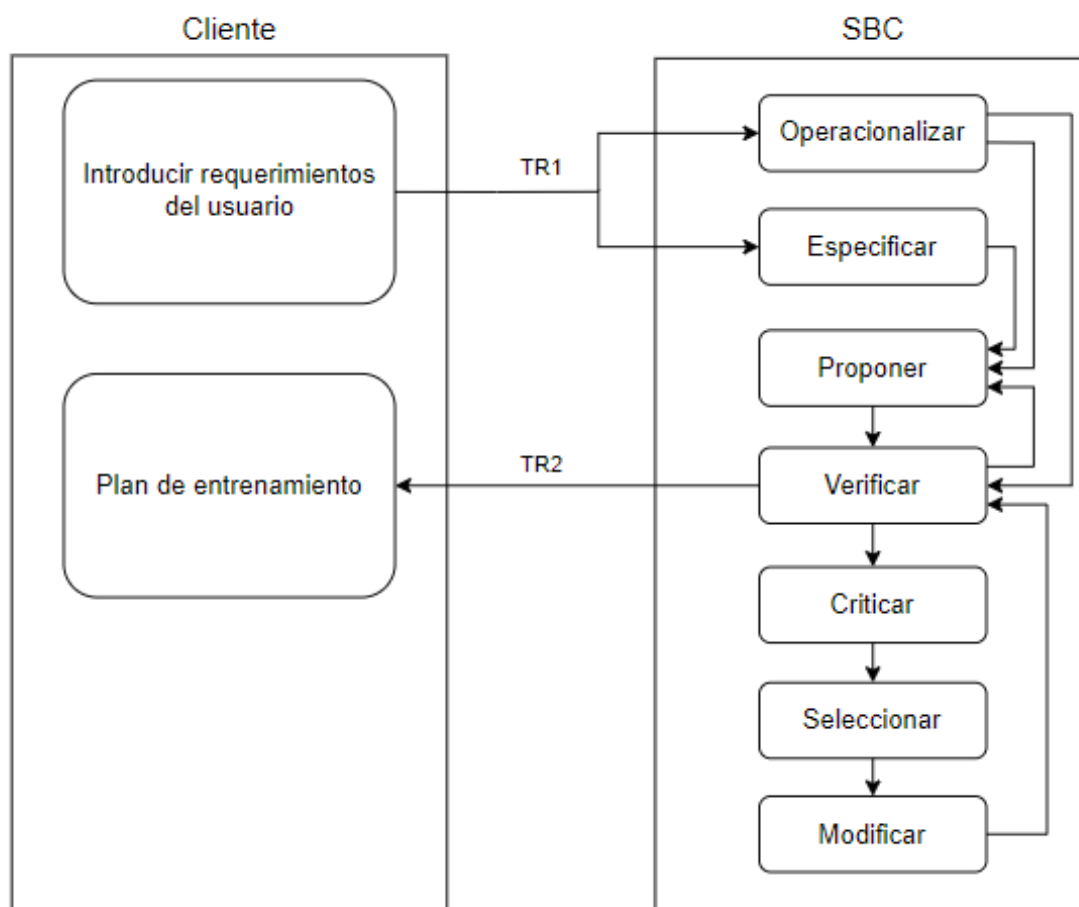 Cliente
SBC
Introducir requerimientos
del usuario
TR1
Operacionalizar
Especificar
Proponer
Plan de entrenamiento
TR2
Verificar
Criticar
Seleccionar
Modificar